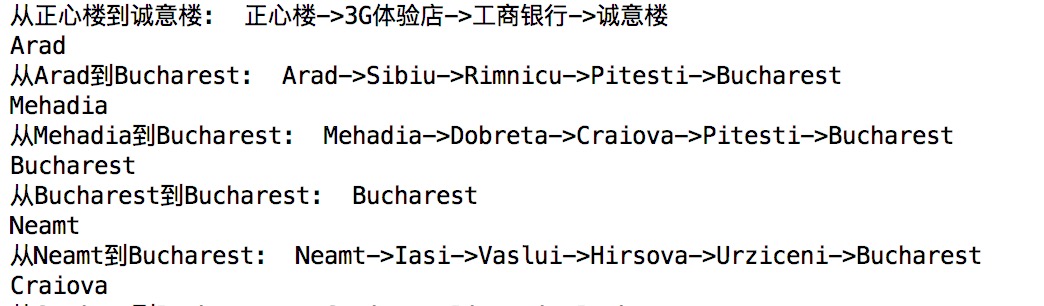 从正心楼到诚意楼： 正心楼->3G体验店->工商银行->诚意楼
Arad
从Arad到Bucharest： Arad->Sibiu->Rimnicu->Pitesti->Bucharest
Mehadia
从Mehadia到Bucharest： Mehadia->Dobreta->Craiova->Pitesti->Bucharest
Bucharest
从Bucharest到Bucharest： Bucharest
Neamt
从Neamt到Bucharest： Neamt->Iasi->Vaslui->Hirsova->Urziceni->Bucharest
Craiova